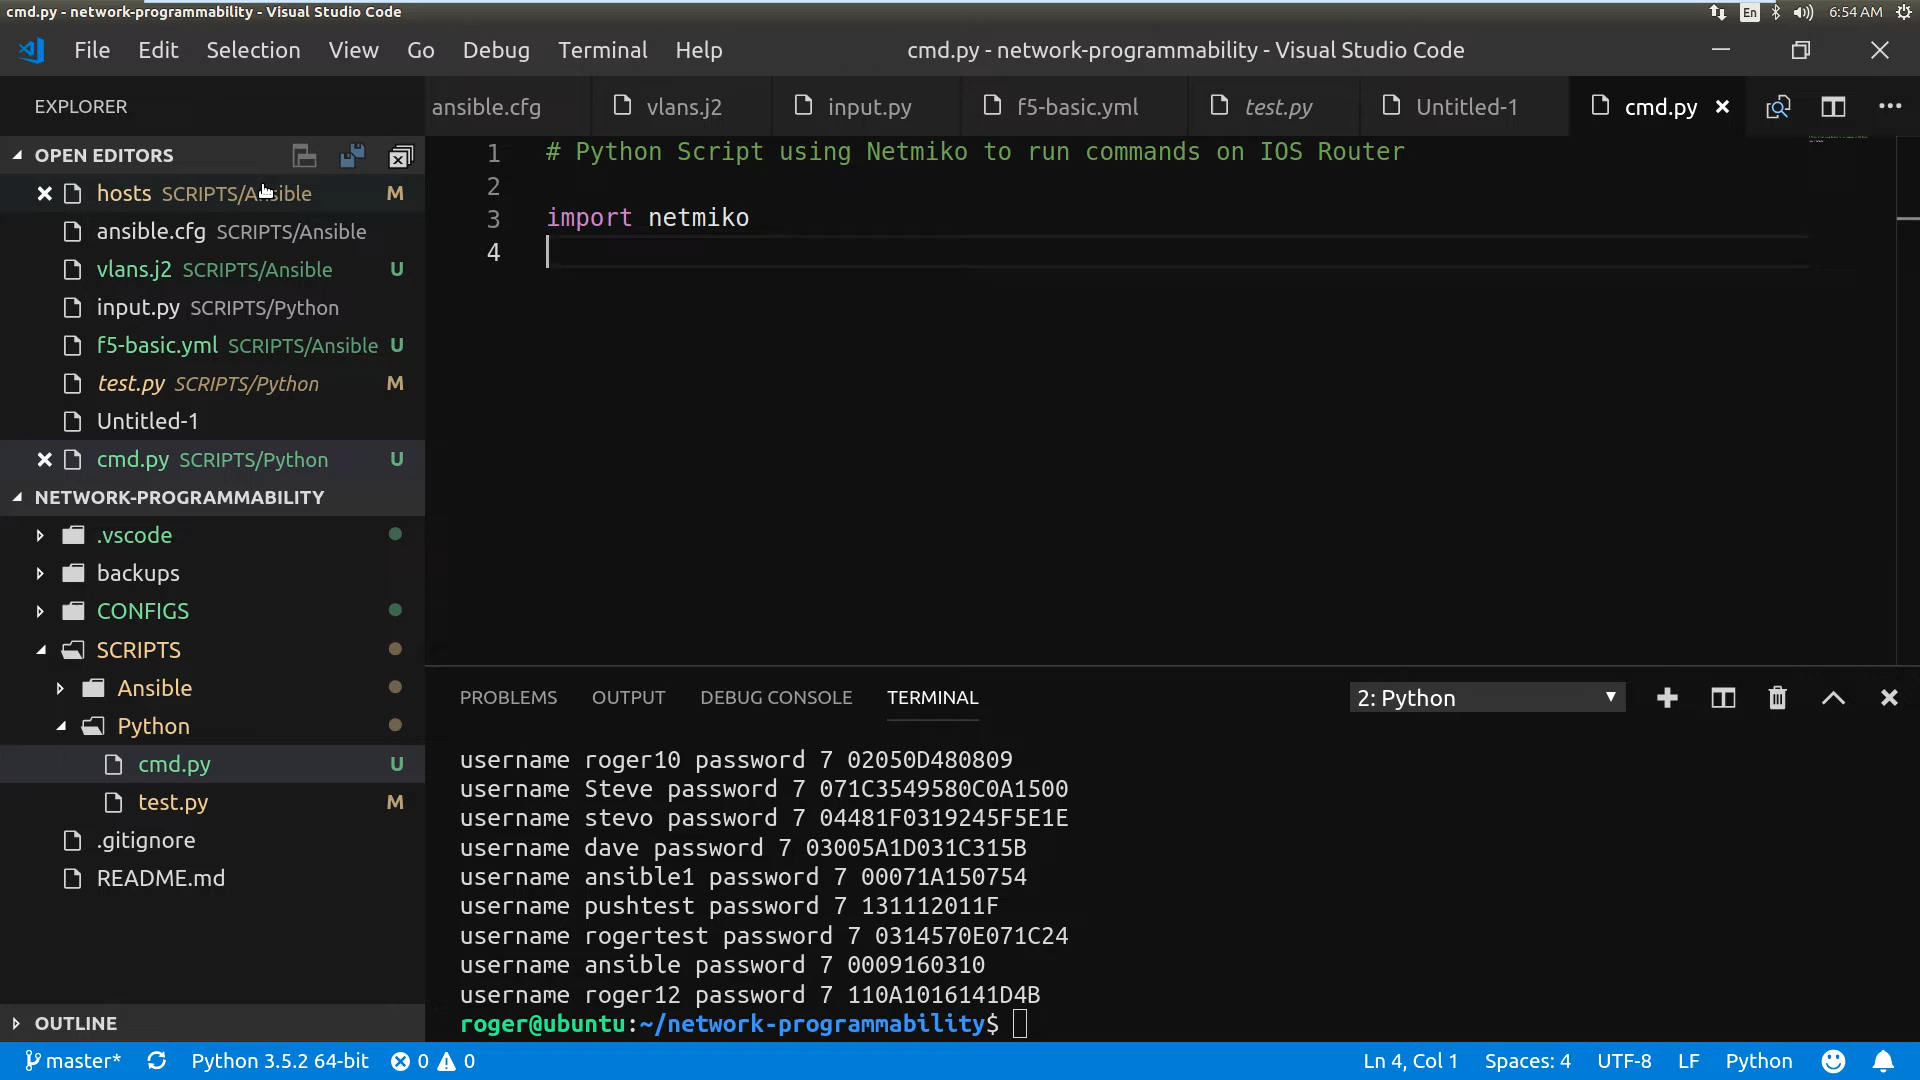 cmd.py - network-programmability - Visual Studio Code
En
6:54 AM
File Edit Selection View Go Debug Terminal Help
cmd.py - network-programmability - Visual Studio Code
EXPLORER
ansible.cfg
vlans.j2
input.py
f5-basic.yml
test.py
Untitled-1
cmd.py
OPEN EDITORS
hosts SCRIPTS/Ansible M
ansible.cfg SCRIPTS/Ansible
vlans.j2 SCRIPTS/Ansible U
input.py SCRIPTS/Python
f5-basic.yml SCRIPTS/Ansible U
test.py SCRIPTS/Python M
Untitled-1
cmd.py SCRIPTS/Python U
NETWORK-PROGRAMMABILITY
.vscode
backups
CONFIGS
SCRIPTS
Ansible
Python
cmd.py U
test.py M
.gitignore
README.md
OUTLINE
1 # Python Script using Netmiko to run commands on IOS Router
2
3 import netmiko
4
PROBLEMS OUTPUT DEBUG CONSOLE TERMINAL
2: Python
username roger10 password 7 02050D480809
username Steve password 7 071C3549580C0A1500
username stevo password 7 04481F0319245F5E1E
username dave password 7 03005A1D031C315B
username ansible1 password 7 00071A150754
username pushtest password 7 131112011F
username rogertest password 7 0314570E071C24
username ansible password 7 0009160310
username roger12 password 7 110A1016141D4B
roger@ubuntu:~/network-programmability$
master* Python 3.5.2 64-bit 0 0
Ln 4, Col 1 Spaces: 4 UTF-8 LF Python